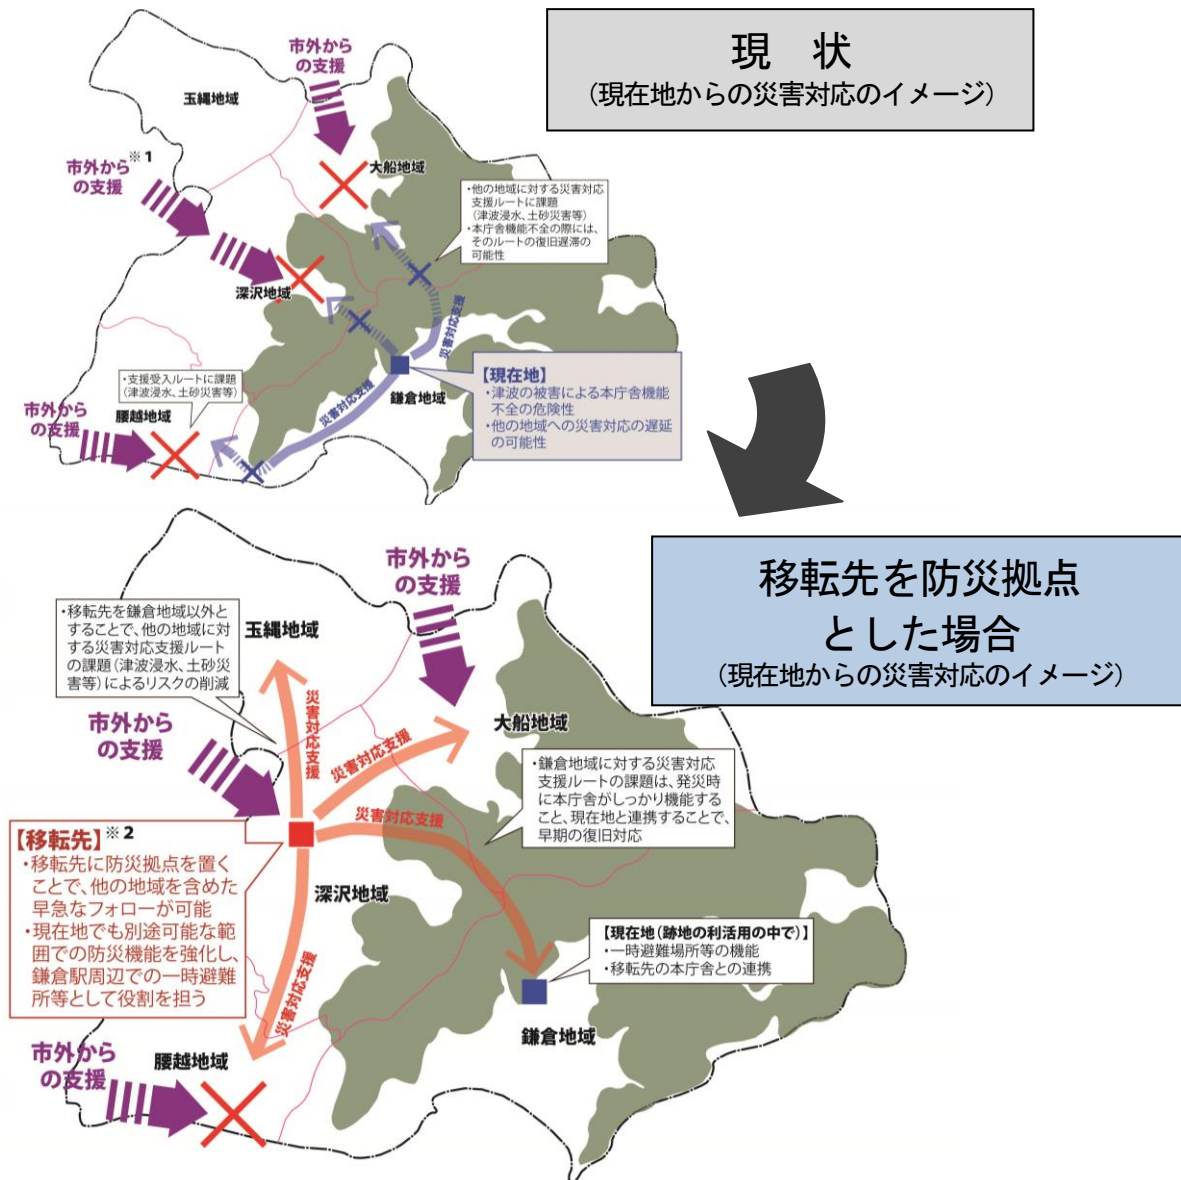 現　状
(現在地からの災害対応のイメージ)
市外から
の支援
玉縄地域
市外から※1
の支援
大船地域
・他の地域に対する災害対応
支援ルートに課題
(津波浸水、土砂災害等)
・本庁舎機能不全の際には、
そのルートの復旧遅滞の
可能性
深沢地域
災害対応支援
・支援受入ルートに課題
(津波浸水、土砂災害等)
災害対応支援
鎌倉地域
【現在地】
・津波の被害による本庁舎機能
不全の危険性
・他の地域への災害対応の遅延
の可能性
市外から
の支援
腰越地域
移転先を防災拠点
とした場合
(現在地からの災害対応のイメージ)
市外から
の支援
・移転先を鎌倉地域以外と
することで、他の地域に対
する災害対応支援ルート
の課題(津波浸水、土砂災
害等)によるリスクの削減
玉縄地域
市外から
の支援
災害対応支援
災害対応支援
大船地域
・鎌倉地域に対する災害対応
支援ルートの課題は、発災時
に本庁舎がしっかり機能する
こと、現在地と連携することで、
早期の復旧対応
災害対応支援
【移転先】※2
・移転先に防災拠点を置く
ことで、他の地域を含めた
早急なフォローが可能
・現在地でも別途可能な範
囲での防災機能を強化し、
鎌倉駅周辺での一時避難
所等として役割を担う
深沢地域
災害対応支援
【現在地(跡地の利活用の中で)】
・一時避難場所等の機能
・移転先の本庁舎との連携
鎌倉地域
市外から
の支援
腰越地域